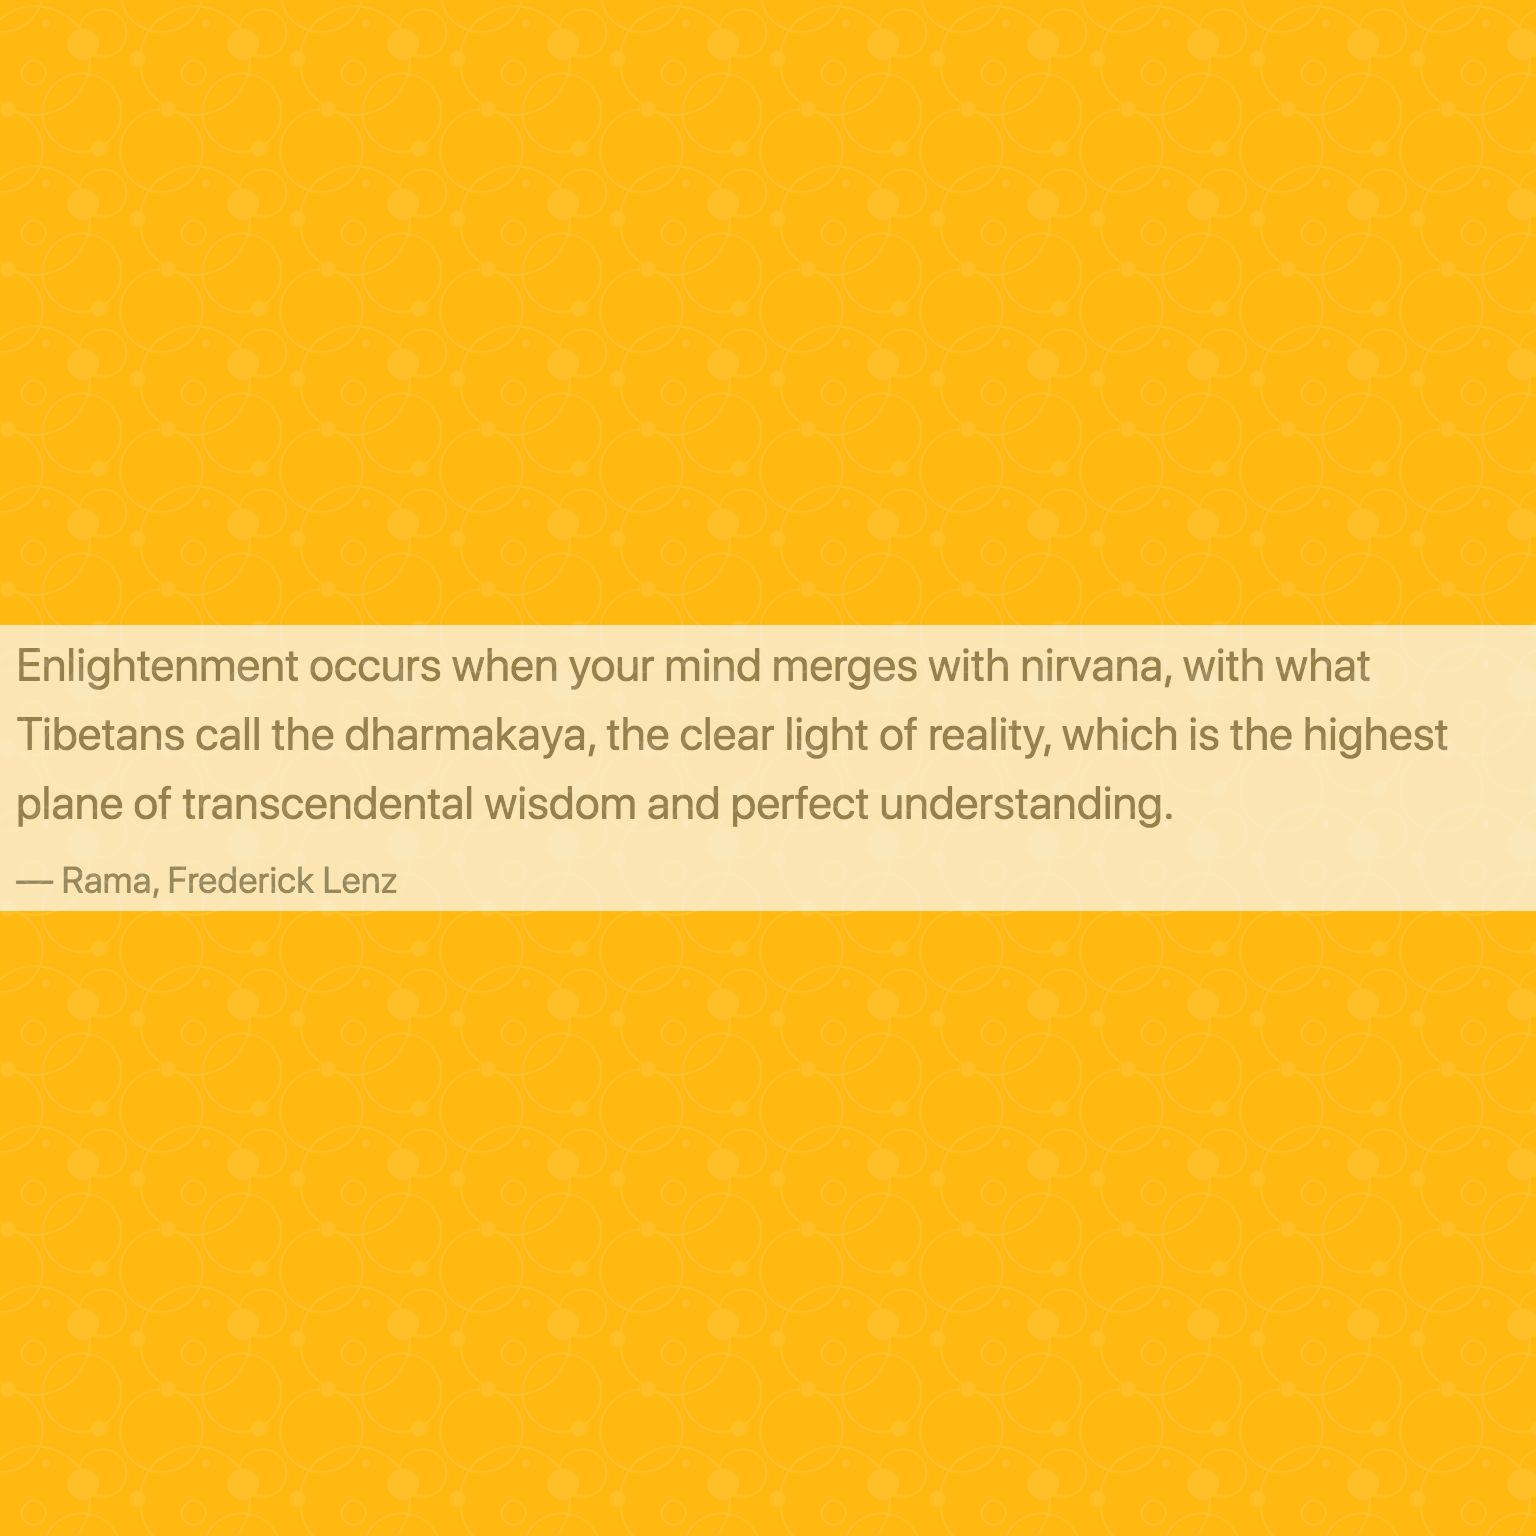 Enlightenment occurs when your mind merges with nirvana, with what
Tibetans call the dharmakaya, the clear light of reality, which is the highest
plane of transcendental wisdom and perfect understanding.
— Rama, Frederick Lenz